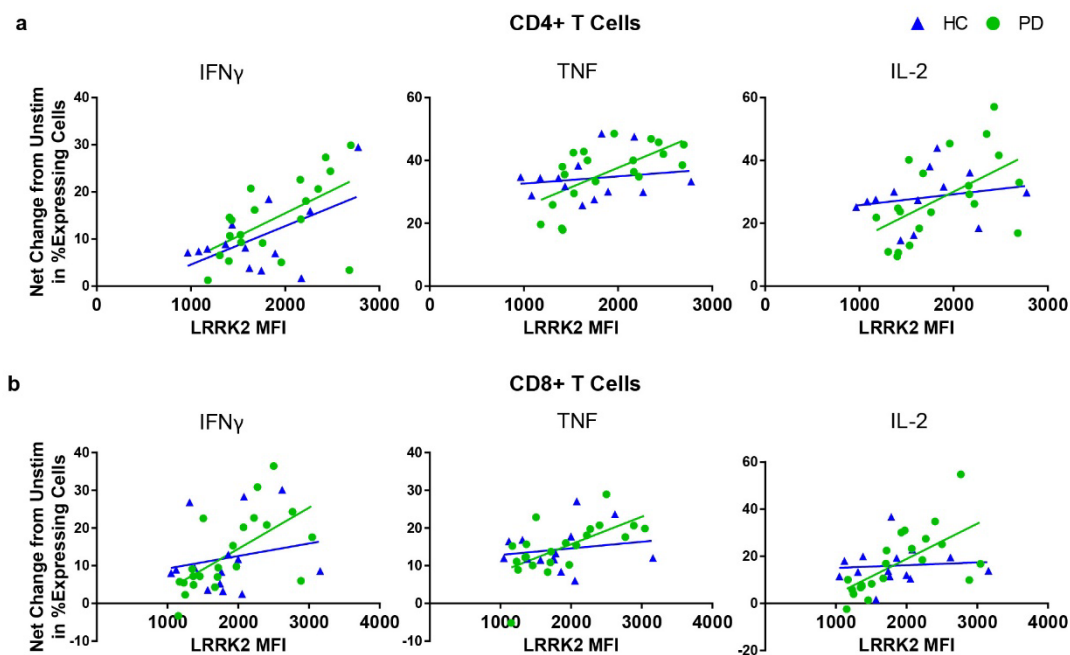 a
CD4+ T Cells
HC PD
IFNγ TNF IL-2
Net Change from Unstim
in %Expressing Cells
40 60 60
30
40 40
20
20 20
10
0 0 0
0 1000 2000 3000 0 1000 2000 3000 0 1000 2000 3000
LRRK2 MFI LRRK2 MFI LRRK2 MFI
b
CD8+ T Cells
IFNγ TNF IL-2
Net Change from Unstim
in %Expressing Cells
40 40 60
30 30 40
20 20 20
10 10
0 0 0
1000 2000 3000 4000 1000 2000 3000 4000 1000 2000 3000 4000
-10 -10 -20
LRRK2 MFI LRRK2 MFI LRRK2 MFI